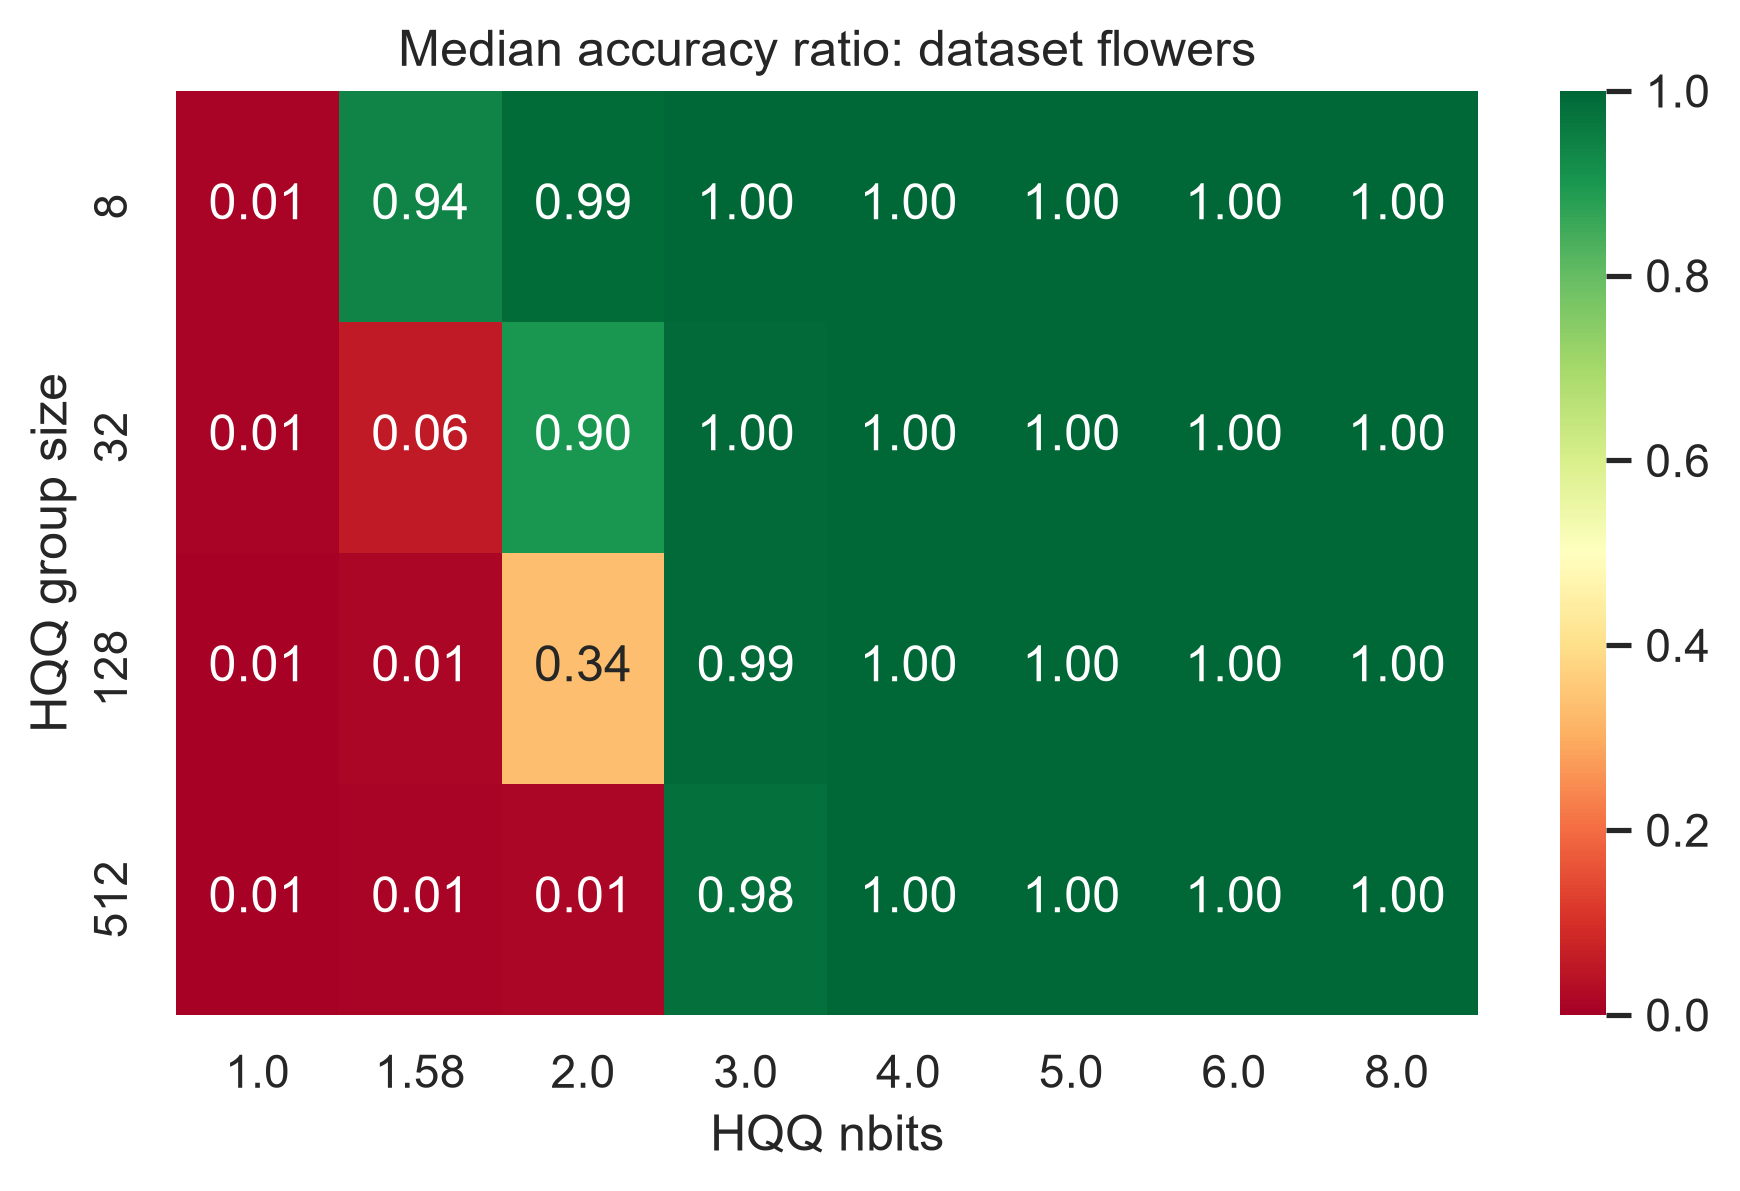 Median accuracy ratio: dataset flowers
HQQ group size
8
0.01 0.94 0.99 1.00 1.00 1.00 1.00 1.00
32
0.01 0.06 0.90 1.00 1.00 1.00 1.00 1.00
128
0.01 0.01 0.34 0.99 1.00 1.00 1.00 1.00
512
0.01 0.01 0.01 0.98 1.00 1.00 1.00 1.00
1.0 1.58 2.0 3.0 4.0 5.0 6.0 8.0
HQQ nbits
1.0
0.8
0.6
0.4
0.2
0.0